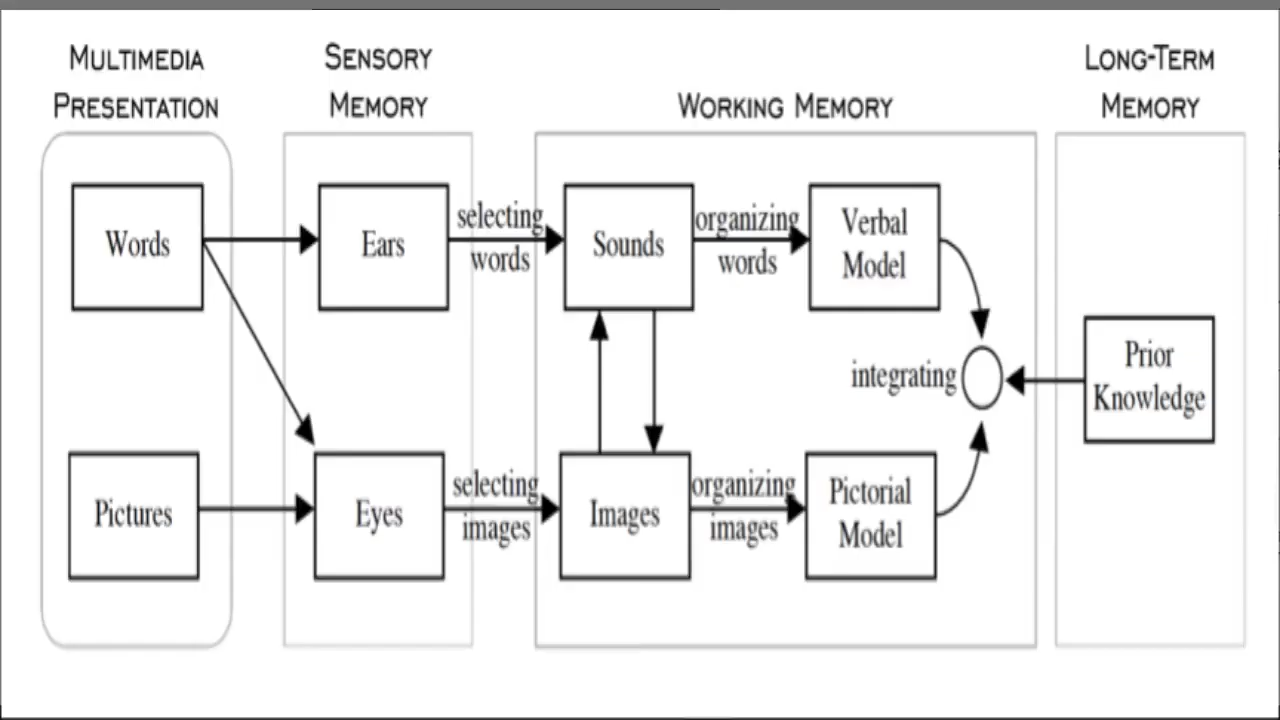 MULTIMEDIA
PRESENTATION
SENSORY
MEMORY
WORKING MEMORY
LONG-TERM
MEMORY
Words
Ears
selecting
words
Sounds
organizing
words
Verbal
Model
integrating
Prior
Knowledge
Pictures
Eyes
selecting
images
Images
organizing
images
Pictorial
Model